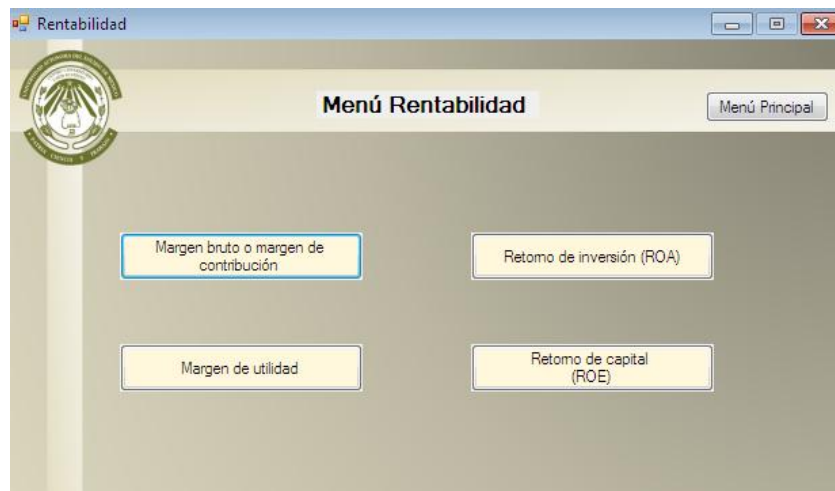 Rentabilidad
Menú Rentabilidad
Menú Principal
Margen bruto o margen de
contribución
Retorno de inversión (ROA)
Margen de utilidad
Retorno de capital
(ROE)